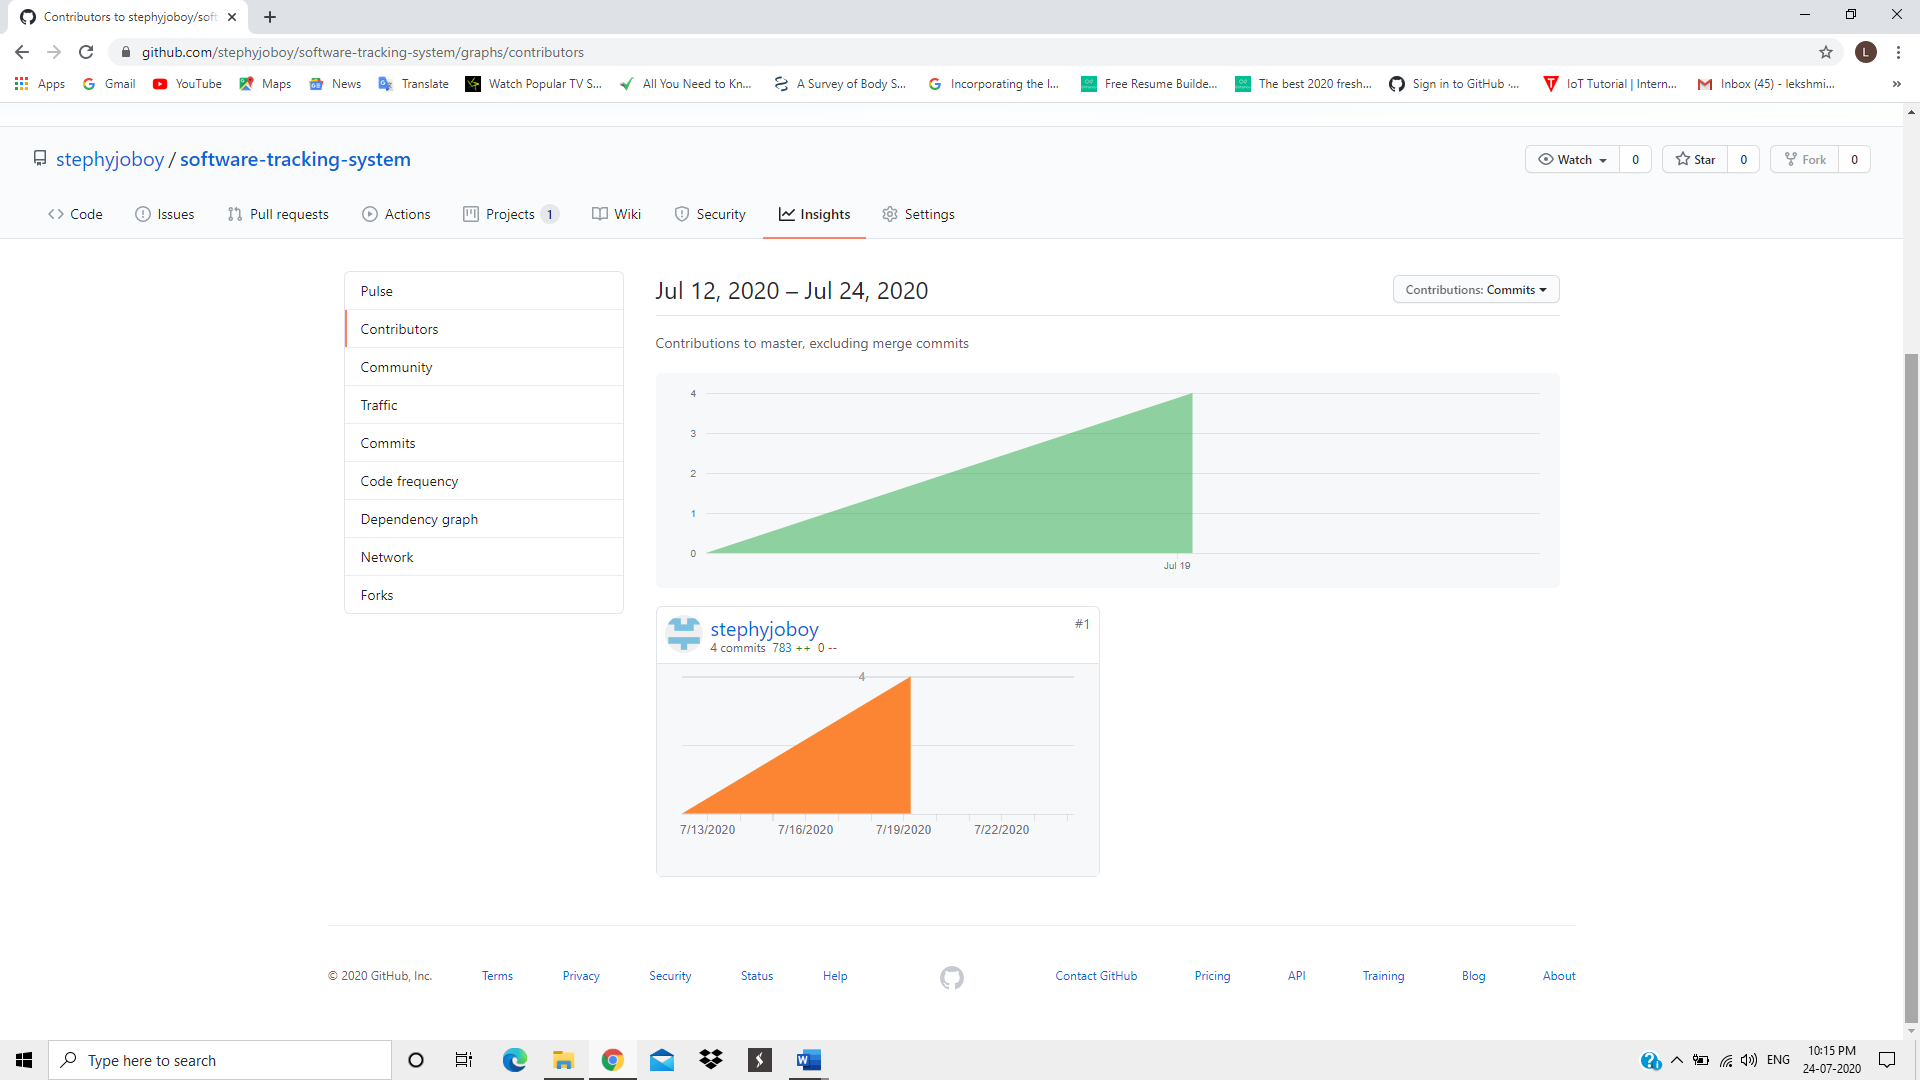 Contributors to stephyjoboy/soft
github.com/stephyjoboy/software-tracking-system/graphs/contributors
L
Apps Gmail YouTube Maps News Translate Watch Popular TV S... All You Need to Kn... A Survey of Body S... Incorporating the I... Free Resume Builde... The best 2020 fresh... Sign in to GitHub ·... IoT Tutorial | Intern... Inbox (45) - lekshmi... »
stephyjoboy / software-tracking-system
Watch 0 Star 0 Fork 0
Code Issues Pull requests Actions Projects 1 Wiki Security Insights Settings
Pulse
Contributors
Community
Traffic
Commits
Code frequency
Dependency graph
Network
Forks
Jul 12, 2020 – Jul 24, 2020
Contributions: Commits
Contributions to master, excluding merge commits
4
3
2
1
0
Jul 19
stephyjoboy #1
4 commits 783 ++ 0 --
4
7/13/2020 7/16/2020 7/19/2020 7/22/2020
© 2020 GitHub, Inc. Terms Privacy Security Status Help Contact GitHub Pricing API Training Blog About
Type here to search
ENG
10:15 PM
24-07-2020